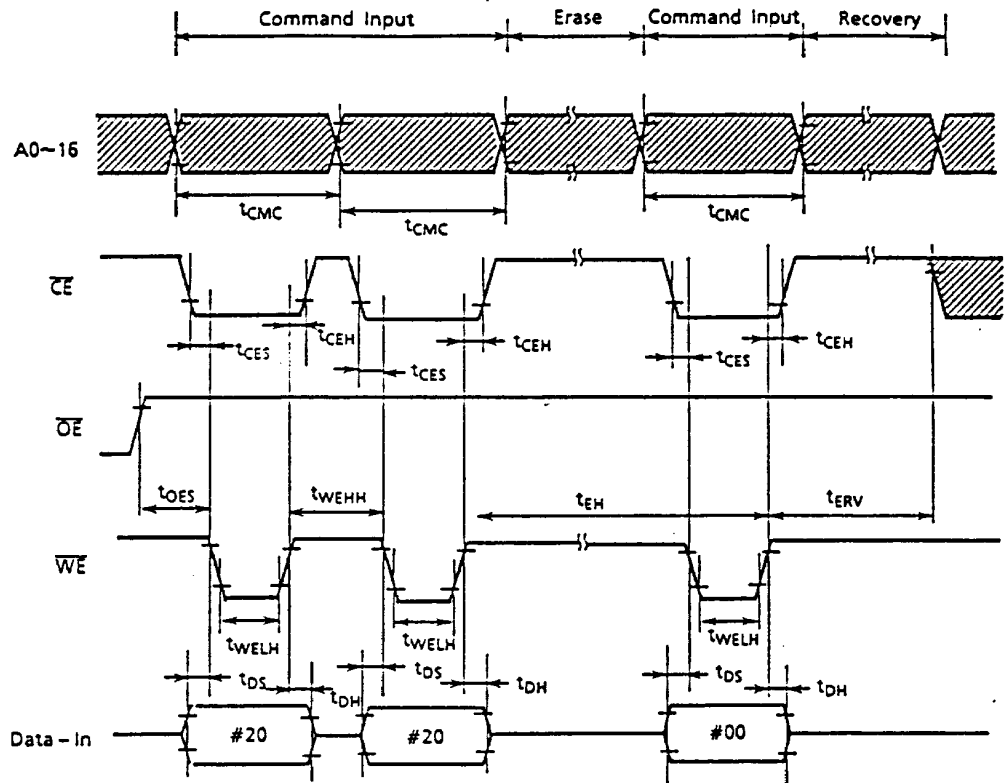 Command Input Erase Command Input Recovery
A0~16
tCMC tCMC tCMC
CE
tCES tCEH tCES tCEH tCES tCEH
OE
tOES tWEHH tEH tERV
WE
tWELH tWELH tWELH
tDS tDH tDS tDH tDS tDH
Data-In #20 #20 #00